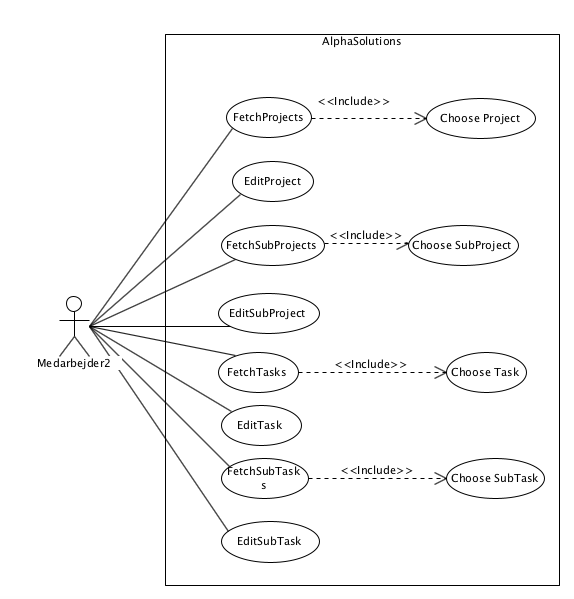 AlphaSolutions
<<Include>>
FetchProjects
Choose Project
EditProject
<<Include>>
FetchSubProjects
Choose SubProject
EditSubProject
Medarbejder2
<<Include>>
FetchTasks
Choose Task
EditTask
<<Include>>
FetchSubTask
s
Choose SubTask
EditSubTask